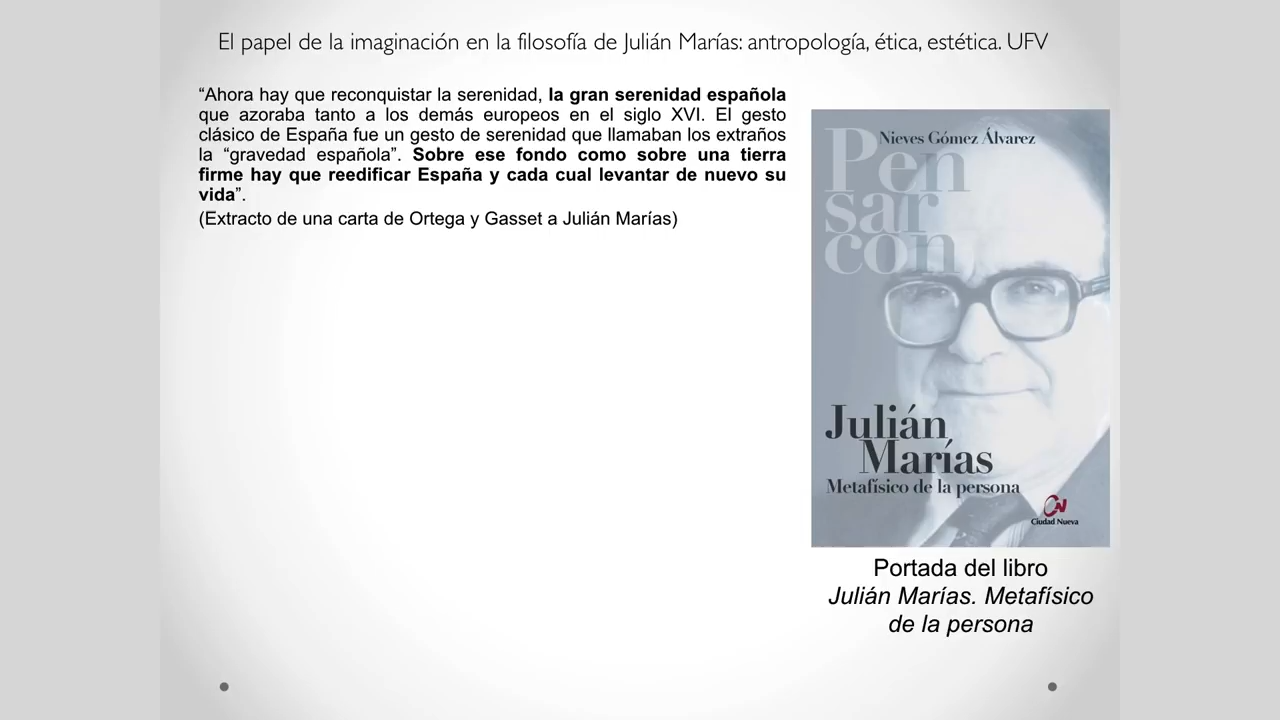 El papel de la imaginación en la filosofía de Julián Marías: antropología, ética, estética. UFV
“Ahora hay que reconquistar la serenidad, la gran serenidad española
que azoraba tanto a los demás europeos en el siglo XVI. El gesto
clásico de España fue un gesto de serenidad que llamaban los extraños
la “gravedad española”. Sobre ese fondo como sobre una tierra
firme hay que reedificar España y cada cual levantar de nuevo su
vida”.
(Extracto de una carta de Ortega y Gasset a Julián Marías)
Nieves Gómez Álvarez
Pen
sar
con
Julián
Marías
Metafísico de la persona
Ciudad Nueva
Portada del libro
Julián Marías. Metafísico
de la persona